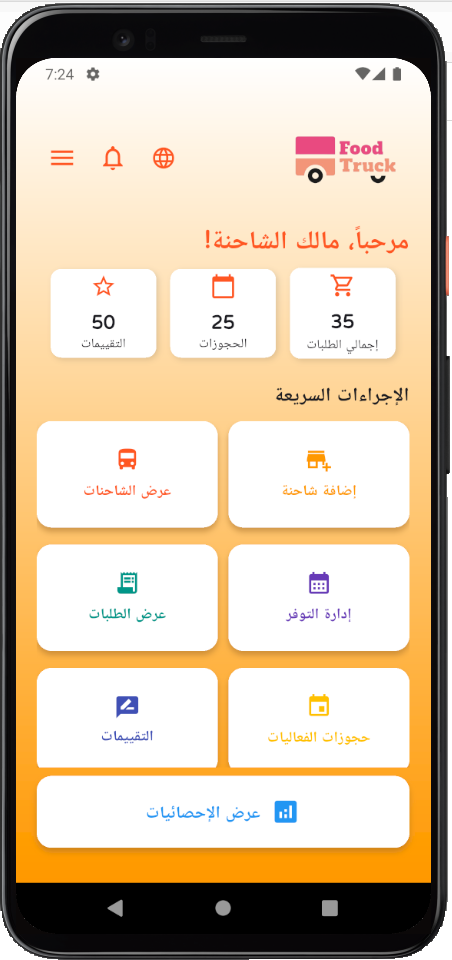 7:24
Food
Truck
مرحباً، مالك الشاحنة!
35
إجمالي الطلبات
25
الحجوزات
50
التقييمات
الإجراءات السريعة
إضافة شاحنة
عرض الشاحنات
إدارة التوفر
عرض الطلبات
حجوزات الفعاليات
التقييمات
عرض الإحصائيات